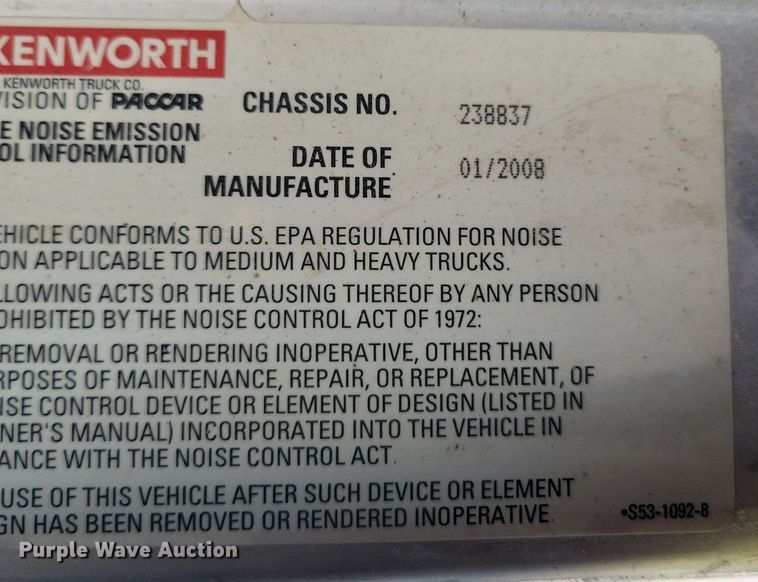 KENWORTH
KENWORTH TRUCK CO.
VISION OF PACCAR
CHASSIS NO. 238837
E NOISE EMISSION
OL INFORMATION
DATE OF
MANUFACTURE 01/2008
EHICLE CONFORMS TO U.S. EPA REGULATION FOR NOISE
ON APPLICABLE TO MEDIUM AND HEAVY TRUCKS.
LLOWING ACTS OR THE CAUSING THEREOF BY ANY PERSON
OHIBITED BY THE NOISE CONTROL ACT OF 1972:
REMOVAL OR RENDERING INOPERATIVE, OTHER THAN
RPOSES OF MAINTENANCE, REPAIR, OR REPLACEMENT, OF
ISE CONTROL DEVICE OR ELEMENT OF DESIGN (LISTED IN
NER'S MANUAL) INCORPORATED INTO THE VEHICLE IN
ANCE WITH THE NOISE CONTROL ACT.
USE OF THIS VEHICLE AFTER SUCH DEVICE OR ELEMENT
GN HAS BEEN REMOVED OR RENDERED INOPERATIVE.
•S53-1092-8
Purple Wave Auction